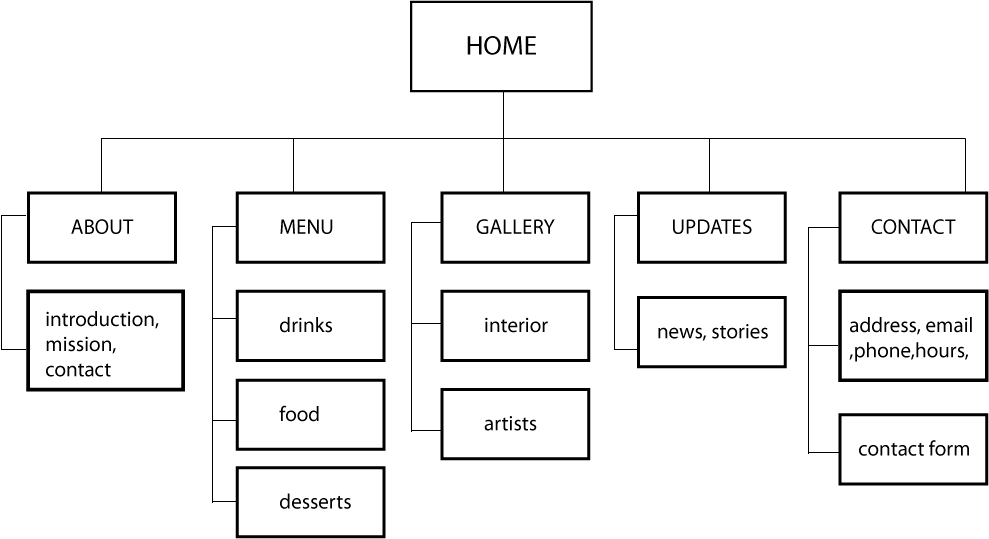 HOME
ABOUT
MENU
GALLERY
UPDATES
CONTACT
introduction,
mission,
contact
drinks
food
desserts
interior
artists
news, stories
address, email
,phone,hours,
contact form